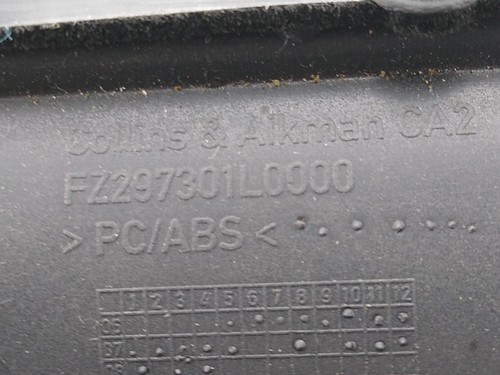 Collins & Aikman CA2
FZ297301L0000
> PC/ABS <
1 2 3 4 5 6 7 8 9 10 11 12
06
07
08